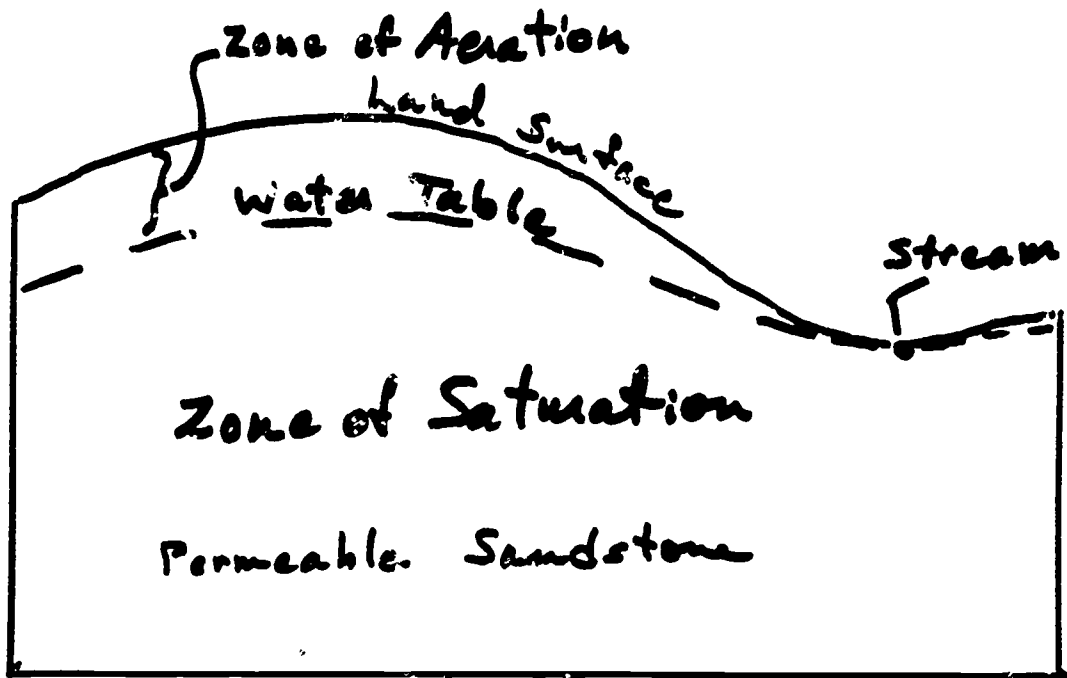 Zone of Aeration
Land Surface
Water Table
Stream
Zone of Saturation
Permeable Sandstone